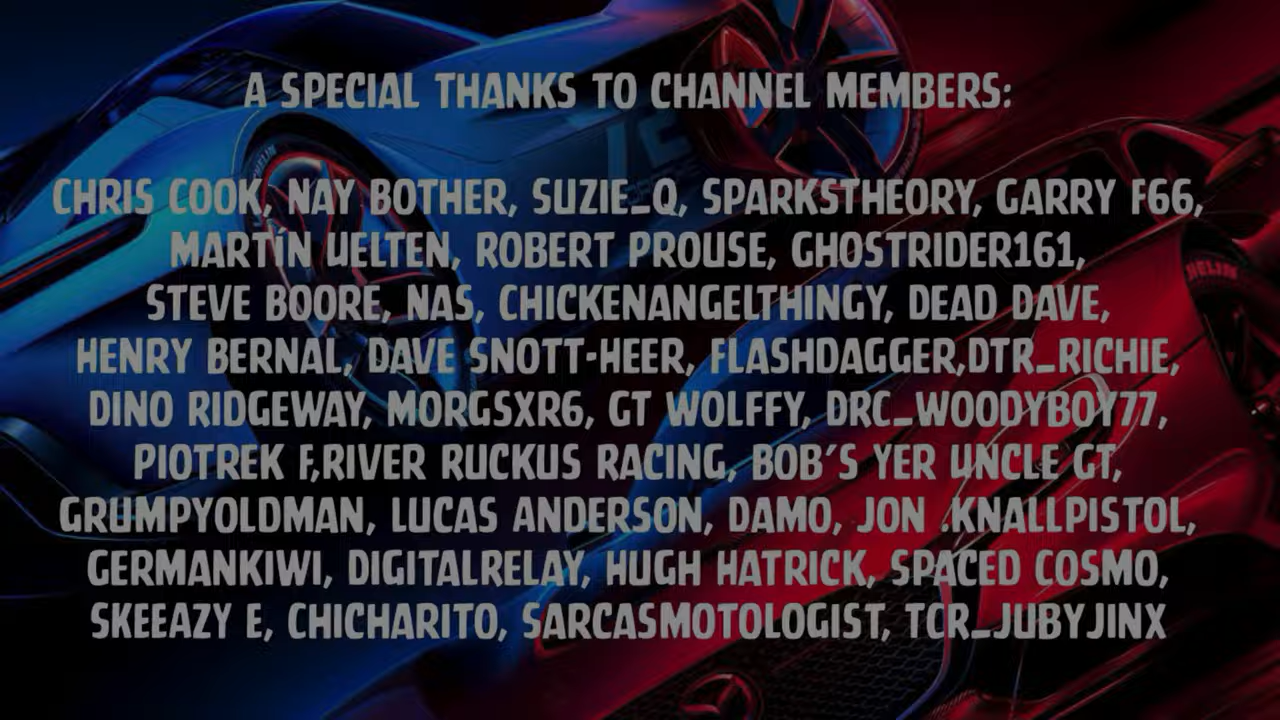 A SPECIAL THANKS TO CHANNEL MEMBERS:
CHRIS COOK, NAY BOTHER, SUZIE_Q, SPARKSTHEORY, GARRY F66,
MARTÍN UELTEN, ROBERT PROUSE, GHOSTRIDER161,
STEVE BOORE, NAS, CHICKENANGELTHINGY, DEAD DAVE,
HENRY BERNAL, DAVE SNOTT-HEER, FLASHDAGGER,DTR_RICHIE,
DINO RIDGEWAY, MORGSXR6, GT WOLFFY, DRC_WOODYBOY77,
PIOTREK F,RIVER RUCKUS RACING, BOB´S YER UNCLE GT,
GRUMPYOLDMAN, LUCAS ANDERSON, DAMO, JON .KNALLPISTOL,
GERMANKIWI, DIGITALRELAY, HUGH HATRICK, SPACED COSMO,
SKEEAZY E, CHICHARITO, SARCASMOTOLOGIST, TCR_JUBYJINX